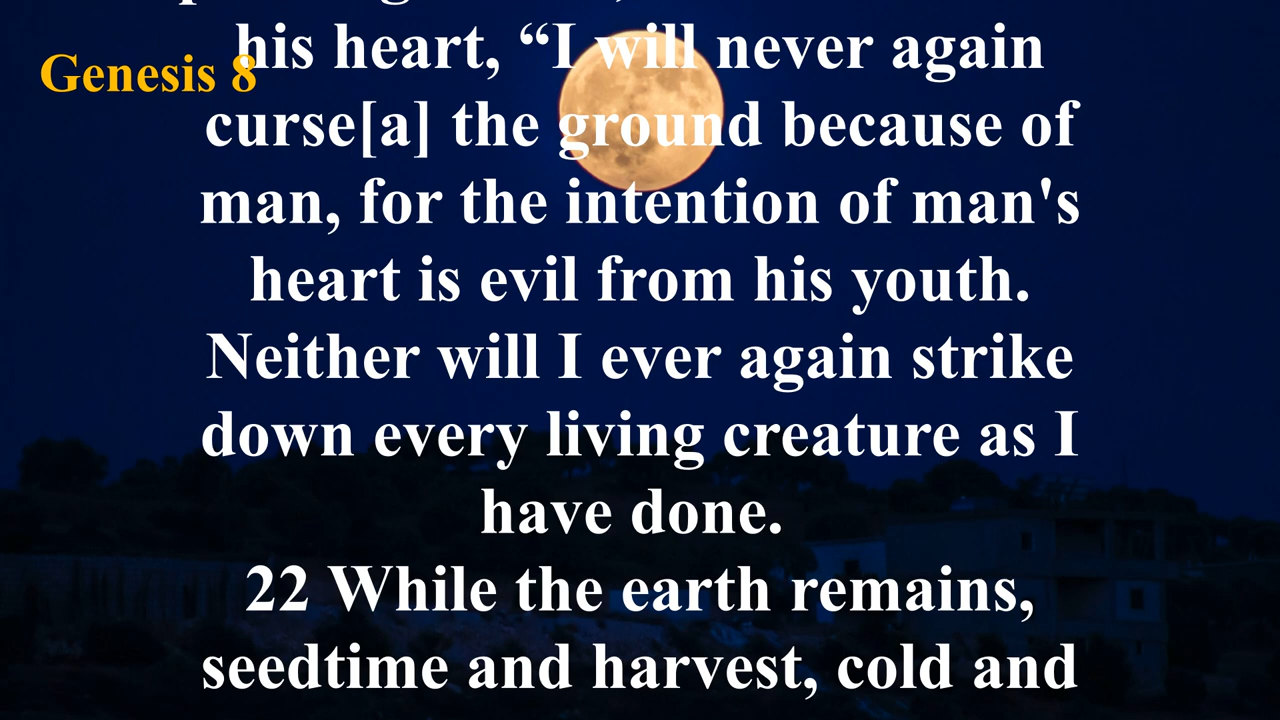 Genesis 8
his heart, “I will never again
curse[a] the ground because of
man, for the intention of man's
heart is evil from his youth.
Neither will I ever again strike
down every living creature as I
have done.
22 While the earth remains,
seedtime and harvest, cold and